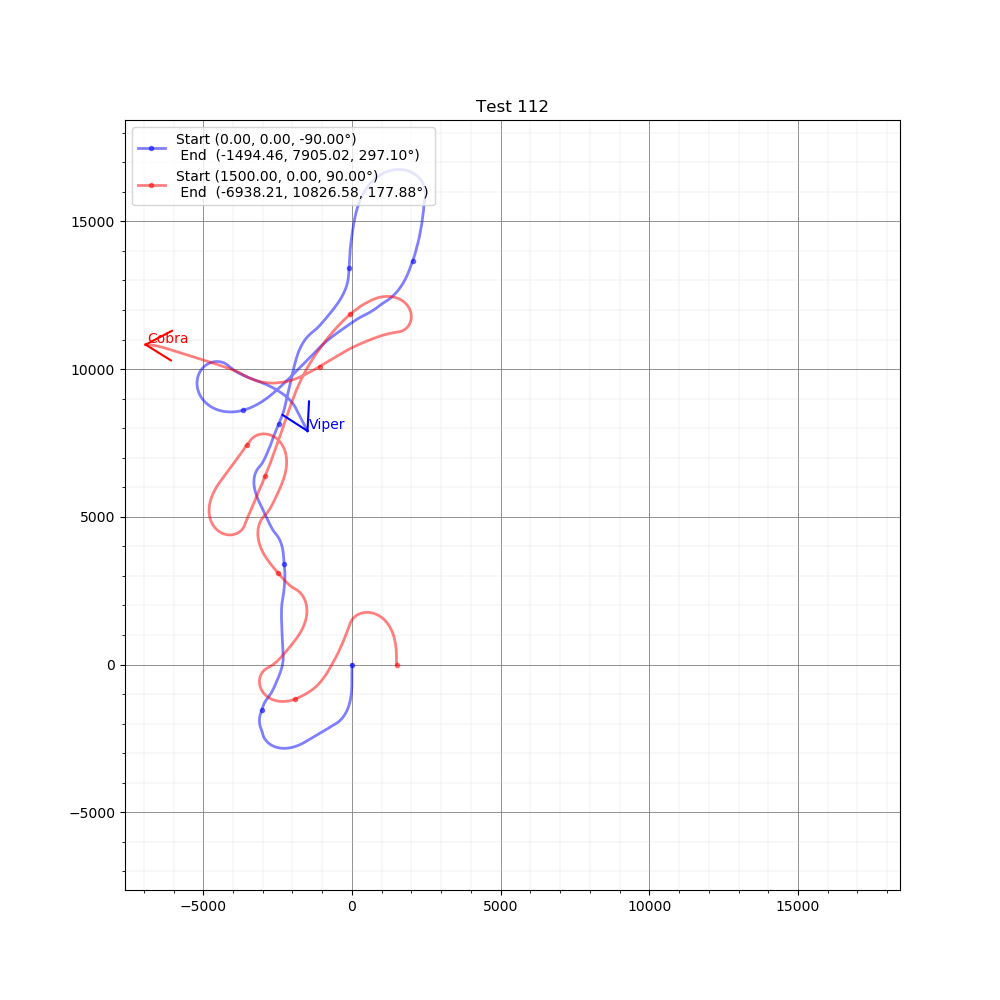 Test 112
Start (0.00, 0.00, -90.00°)
End  (-1494.46, 7905.02, 297.10°)
Start (1500.00, 0.00, 90.00°)
End  (-6938.21, 10826.58, 177.88°)
15000
Cobra
10000
Viper
5000
0
−5000
−5000 0 5000 10000 15000